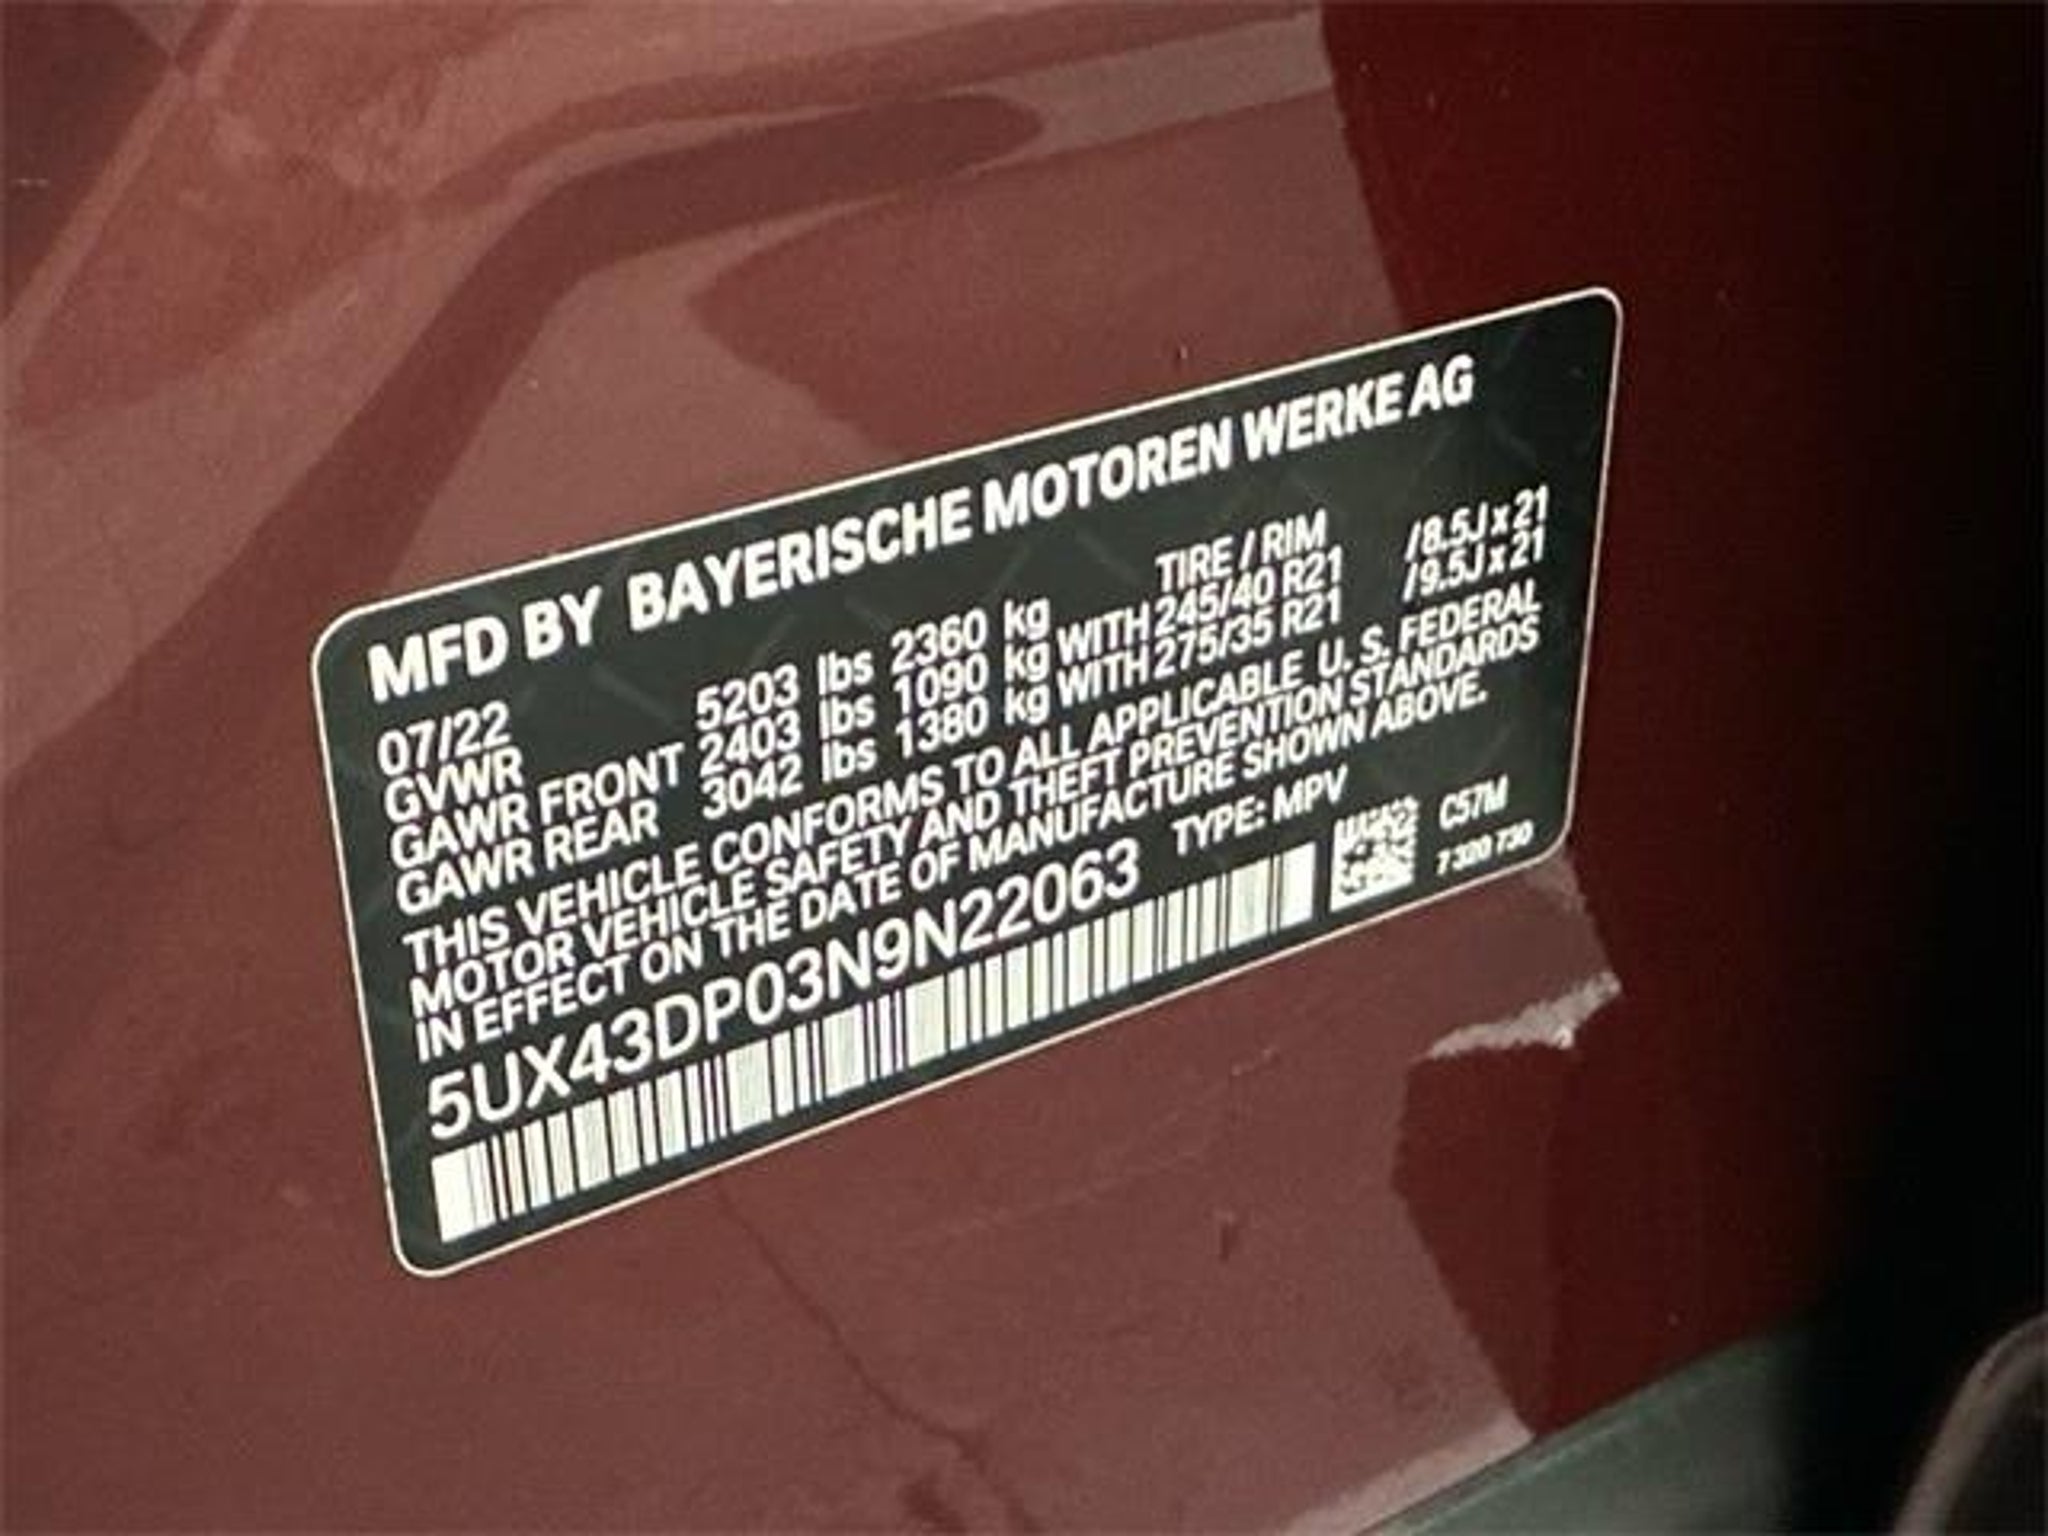 MFD BY BAYERISCHE MOTOREN WERKE AG
07/22 TIRE / RIM
GVWR 5203 lbs 2360 kg
GAWR FRONT 2403 lbs 1090 kg WITH 245/40 R21 /8.5J x 21
GAWR REAR 3042 lbs 1380 kg WITH 275/35 R21 /9.5J x 21
THIS VEHICLE CONFORMS TO ALL APPLICABLE U. S. FEDERAL
MOTOR VEHICLE SAFETY AND THEFT PREVENTION STANDARDS
IN EFFECT ON THE DATE OF MANUFACTURE SHOWN ABOVE.
5UX43DP03N9N22063 TYPE: MPV
C57M
7 320 730